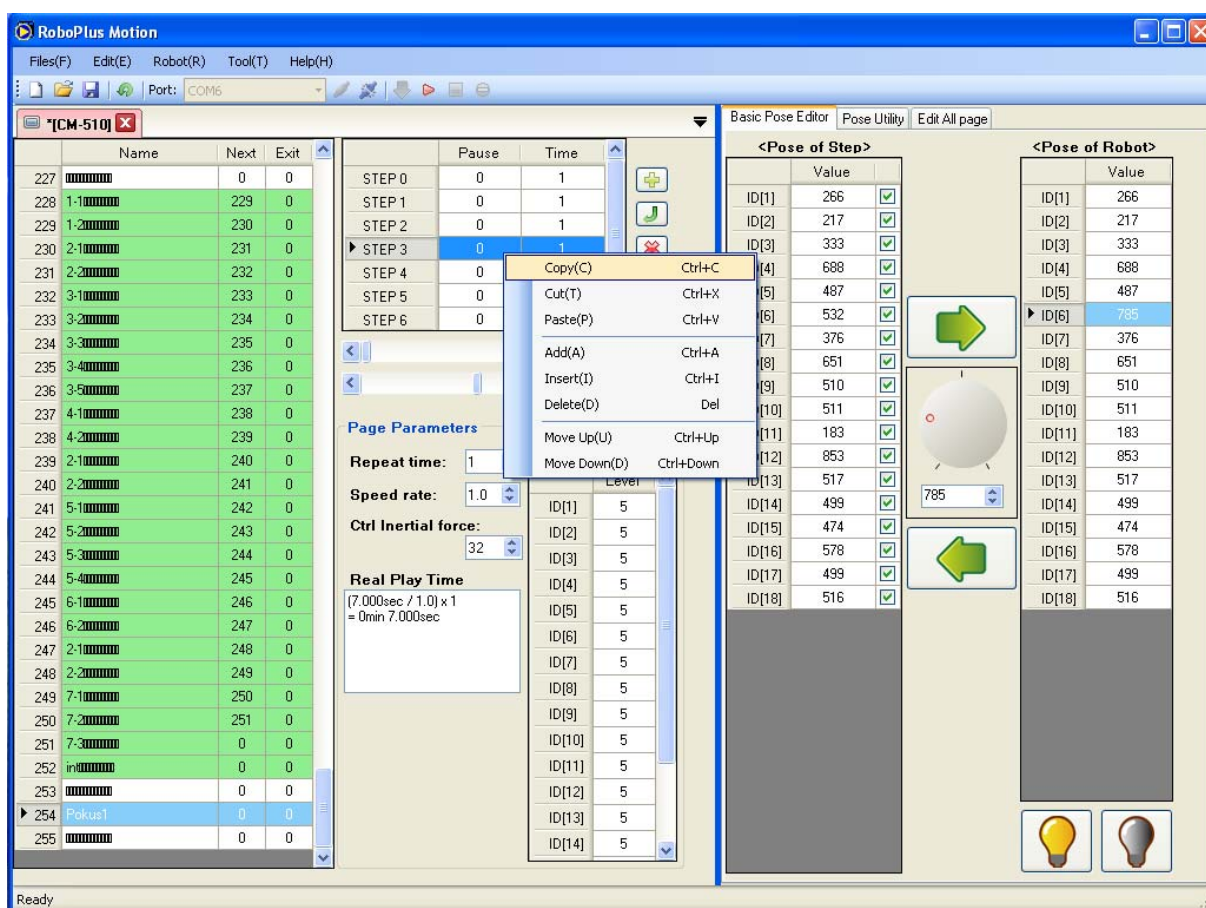 RoboPlus Motion
Files(F) Edit(E) Robot(R) Tool(T) Help(H)
Port: COM6
*[CM-510]
Name Next Exit
227 0 0
228 1-1 229 0
229 1-2 230 0
230 2-1 231 0
231 2-2 232 0
232 3-1 233 0
233 3-2 234 0
234 3-3 235 0
235 3-4 236 0
236 3-5 237 0
237 4-1 238 0
238 4-2 239 0
239 2-1 240 0
240 2-2 241 0
241 5-1 242 0
242 5-2 243 0
243 5-3 244 0
244 5-4 245 0
245 6-1 246 0
246 6-2 247 0
247 2-1 248 0
248 2-2 249 0
249 7-1 250 0
250 7-2 251 0
251 7-3 0 0
252 int 0 0
253 0 0
254 Pokus1 0 0
255 0 0
Pause Time
STEP 0 0 1
STEP 1 0 1
STEP 2 0 1
STEP 3 0 1
STEP 4 0
STEP 5 0
STEP 6 0
Copy(C) Ctrl+C
Cut(T) Ctrl+X
Paste(P) Ctrl+V
Add(A) Ctrl+A
Insert(I) Ctrl+I
Delete(D) Del
Move Up(U) Ctrl+Up
Move Down(D) Ctrl+Down
Page Parameters
Repeat time: 1
Speed rate: 1.0
Ctrl Inertial force:
32
Real Play Time
(7.000sec / 1.0) x 1
= 0min 7.000sec
Level
ID[1] 5
ID[2] 5
ID[3] 5
ID[4] 5
ID[5] 5
ID[6] 5
ID[7] 5
ID[8] 5
ID[9] 5
ID[10] 5
ID[11] 5
ID[12] 5
ID[13] 5
ID[14] 5
Basic Pose Editor Pose Utility Edit All page
<Pose of Step>
Value
ID[1] 266
ID[2] 217
ID[3] 333
[4] 688
[5] 487
[6] 532
[7] 376
[8] 651
[9] 510
[10] 511
[11] 183
[12] 853
ID[13] 517
ID[14] 499
ID[15] 474
ID[16] 578
ID[17] 499
ID[18] 516
785
<Pose of Robot>
Value
ID[1] 266
ID[2] 217
ID[3] 333
ID[4] 688
ID[5] 487
ID[6] 785
ID[7] 376
ID[8] 651
ID[9] 510
ID[10] 511
ID[11] 183
ID[12] 853
ID[13] 517
ID[14] 499
ID[15] 474
ID[16] 578
ID[17] 499
ID[18] 516
Ready